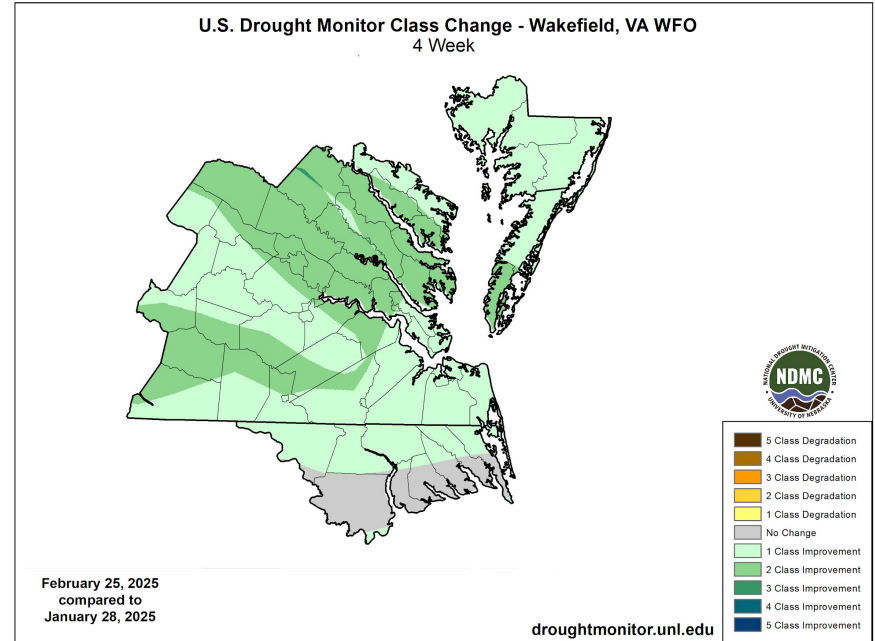 U.S. Drought Monitor Class Change - Wakefield, VA WFO
4 Week
NATIONAL DROUGHT MITIGATION CENTER
NDMC
UNIVERSITY OF NEBRASKA
5 Class Degradation
4 Class Degradation
3 Class Degradation
2 Class Degradation
1 Class Degradation
No Change
1 Class Improvement
2 Class Improvement
3 Class Improvement
4 Class Improvement
5 Class Improvement
February 25, 2025
compared to
January 28, 2025
droughtmonitor.unl.edu